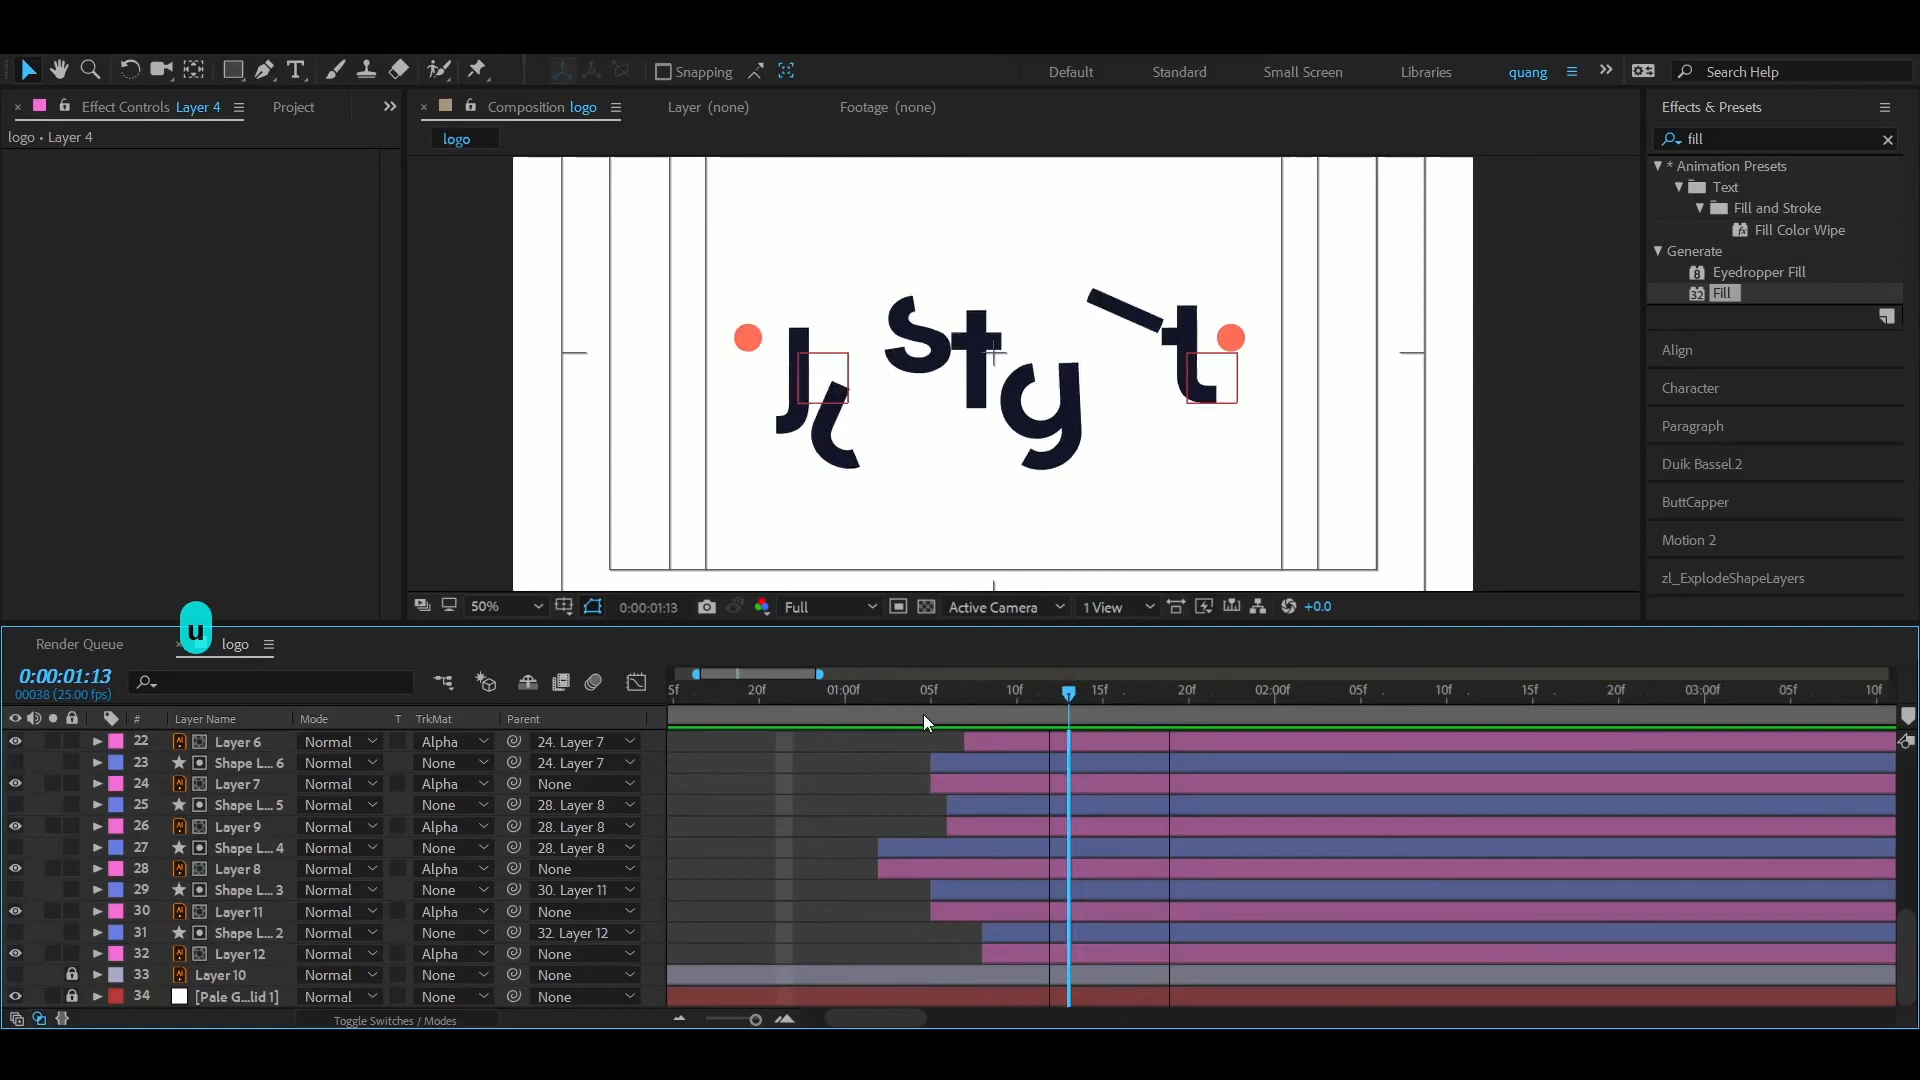 Snapping
Default
Standard
Small Screen
Libraries
quang
Search Help
Effect Controls Layer 4
Project
Composition logo
Layer (none)
Footage (none)
Effects & Presets
logo • Layer 4
logo
fill
* Animation Presets
Text
Fill and Stroke
Fill Color Wipe
Generate
Eyedropper Fill
Fill
Align
Character
Paragraph
Duik Bassel.2
ButtCapper
Motion 2
zl_ExplodeShapeLayers
50%
0:00:01:13
Full
Active Camera
1 View
+0.0
u
Render Queue
logo
0:00:01:13
00038 (25.00 fps)
5f 20f 01:00f 05f 10f 15f 20f 02:00f 05f 10f 15f 20f 03:00f 05f 10f
# Layer Name Mode T TrkMat Parent
22 Layer 6 Normal Alpha 24. Layer 7
23 Shape L... 6 Normal None 24. Layer 7
24 Layer 7 Normal Alpha None
25 Shape L... 5 Normal None 28. Layer 8
26 Layer 9 Normal Alpha 28. Layer 8
27 Shape L... 4 Normal None 28. Layer 8
28 Layer 8 Normal Alpha None
29 Shape L... 3 Normal None 30. Layer 11
30 Layer 11 Normal Alpha None
31 Shape L... 2 Normal None 32. Layer 12
32 Layer 12 Normal Alpha None
33 Layer 10 Normal None None
34 [Pale G...lid 1] Normal None None
Toggle Switches / Modes